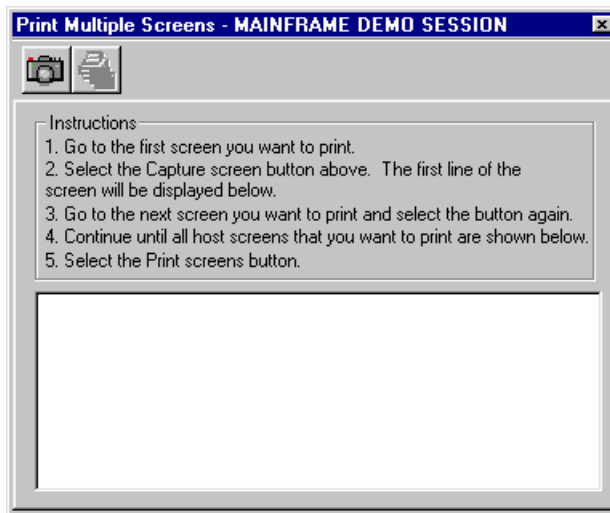 Print Multiple Screens - MAINFRAME DEMO SESSION
Instructions
1. Go to the first screen you want to print.
2. Select the Capture screen button above. The first line of the
screen will be displayed below.
3. Go to the next screen you want to print and select the button again.
4. Continue until all host screens that you want to print are shown below.
5. Select the Print screens button.